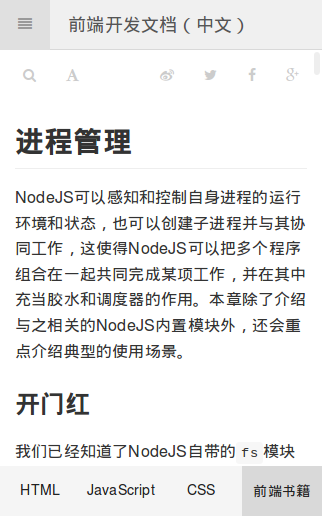 前端开发文档（中文）
A
进程管理
NodeJS可以感知和控制自身进程的运行
环境和状态，也可以创建子进程并与其协
同工作，这使得NodeJS可以把多个程序
组合在一起共同完成某项工作，并在其中
充当胶水和调度器的作用。本章除了介绍
与之相关的NodeJS内置模块外，还会重
点介绍典型的使用场景。
开门红
我们已经知道了NodeJS自带的 fs 模块
HTML JavaScript CSS 前端书籍